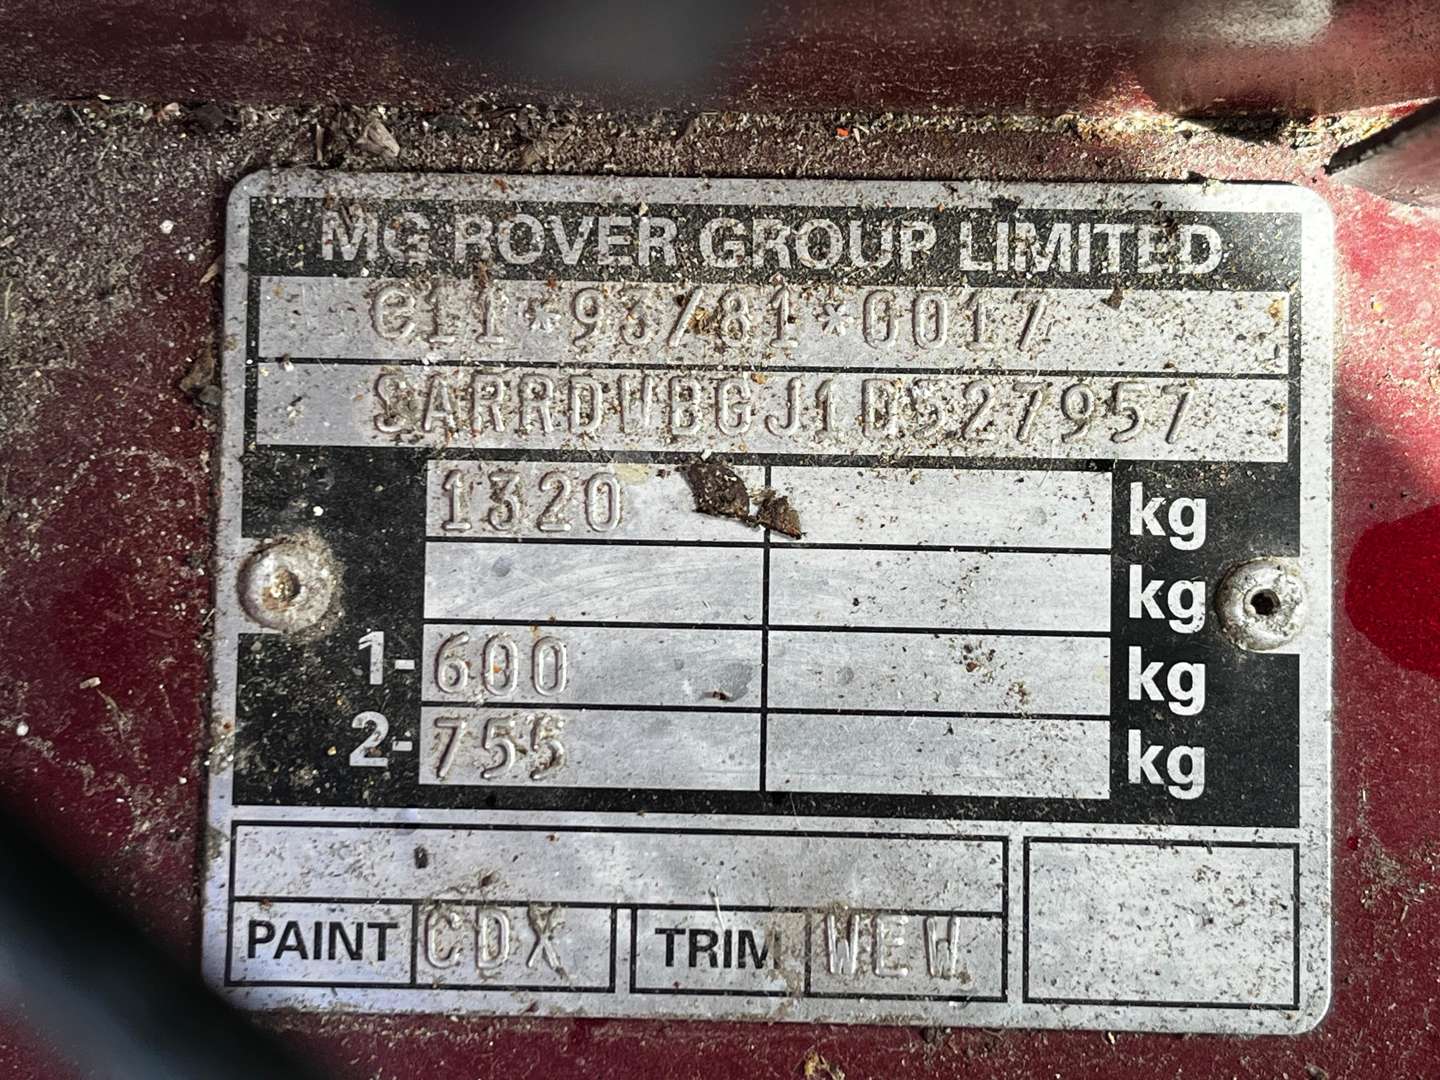 MG ROVER GROUP LIMITED
e11*93/81*0017
SARRDWBGJ1D527957
1320 kg
kg
1- 600 kg
2- 755 kg
PAINT CDX TRIM WEW